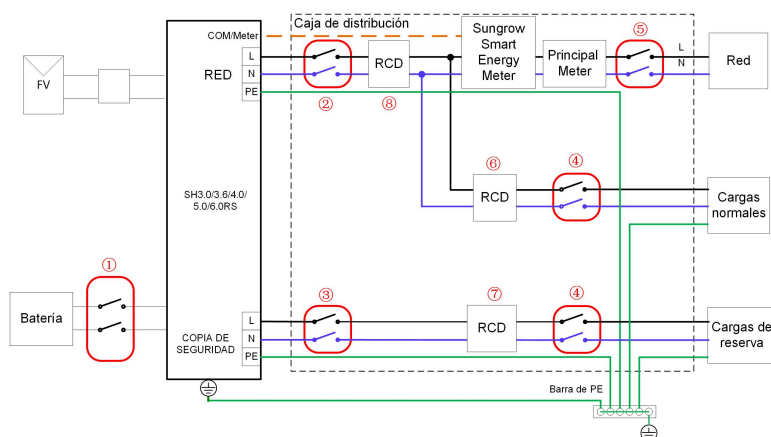 Caja de distribución
COM/Meter
L
N
PE
RED
②
RCD
⑧
Sungrow
Smart
Energy
Meter
Principal
Meter
⑤
L
N
Red
FV
SH3.0/3.6/4.0/
5.0/6.0RS
⑥
RCD
④
Cargas
normales
①
Batería
COPIA DE
SEGURIDAD
L
N
PE
③
⑦
RCD
④
Cargas de
reserva
Barra de PE